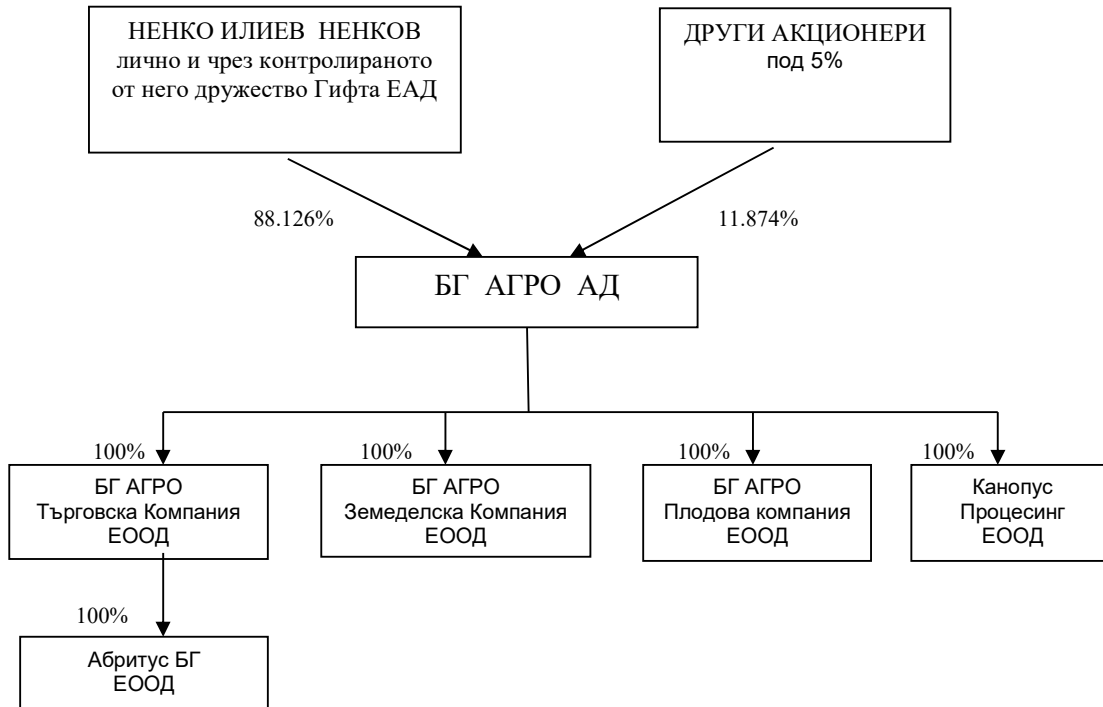 НЕНКО ИЛИЕВ НЕНКОВ
лично и чрез контролираното
от него дружество Гифта ЕАД
ДРУГИ АКЦИОНЕРИ
под 5%
88.126%
11.874%
БГ АГРО АД
100%
100%
100%
100%
БГ АГРО
Търговска Компания
ЕООД
БГ АГРО
Земеделска Компания
ЕООД
БГ АГРО
Плодова компания
ЕООД
Канопус
Процесинг
ЕООД
100%
Абритус БГ
ЕООД